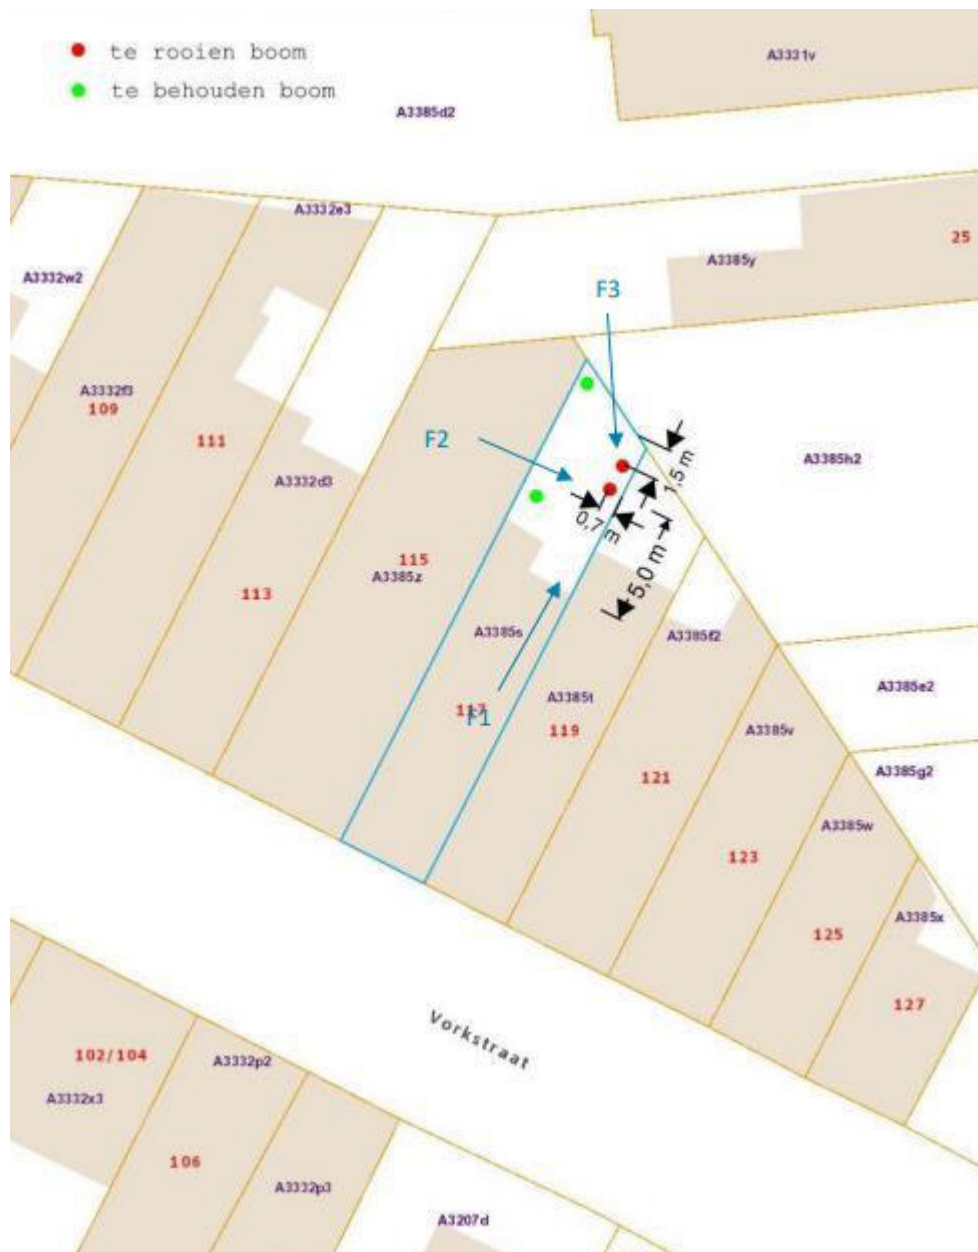 te rooien boom
te behouden boom
A3331v
A3385d2
A3332e3
25
A3385y
A3332w2
F3
A3332f3
109
111
F2
A3385h2
1,5 m
A3332d3
0,7 m
115
A3385z
5,0 m
113
A3385s
A3385f2
A3385e2
A3385t
117
F1
119
A3385v
A3385g2
121
A3385w
123
A3385x
125
127
Vorkstraat
102/104
A3332p2
A3332x3
106
A3332p3
A3207d